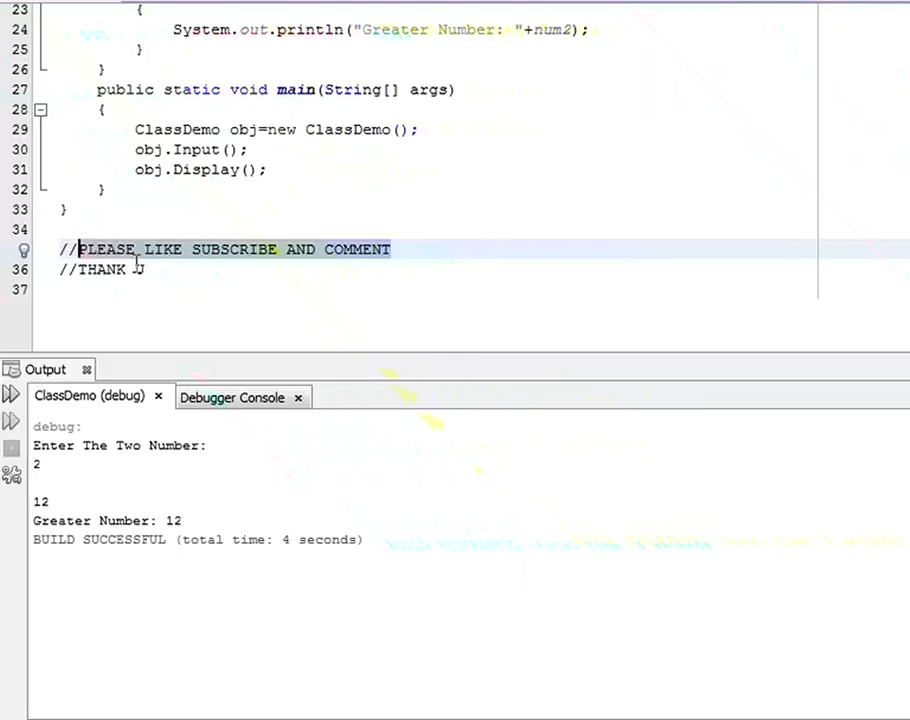 23 {
24 System.out.println("Greater Number: "+num2);
25 }
26 }
27 public static void main(String[] args)
28 {
29 ClassDemo obj=new ClassDemo();
30 obj.Input();
31 obj.Display();
32 }
33 }
34
//PLEASE LIKE SUBSCRIBE AND COMMENT
36 //THANK U
37
Output
ClassDemo (debug)
Debugger Console
debug:
Enter The Two Number:
2
12
Greater Number: 12
BUILD SUCCESSFUL (total time: 4 seconds)